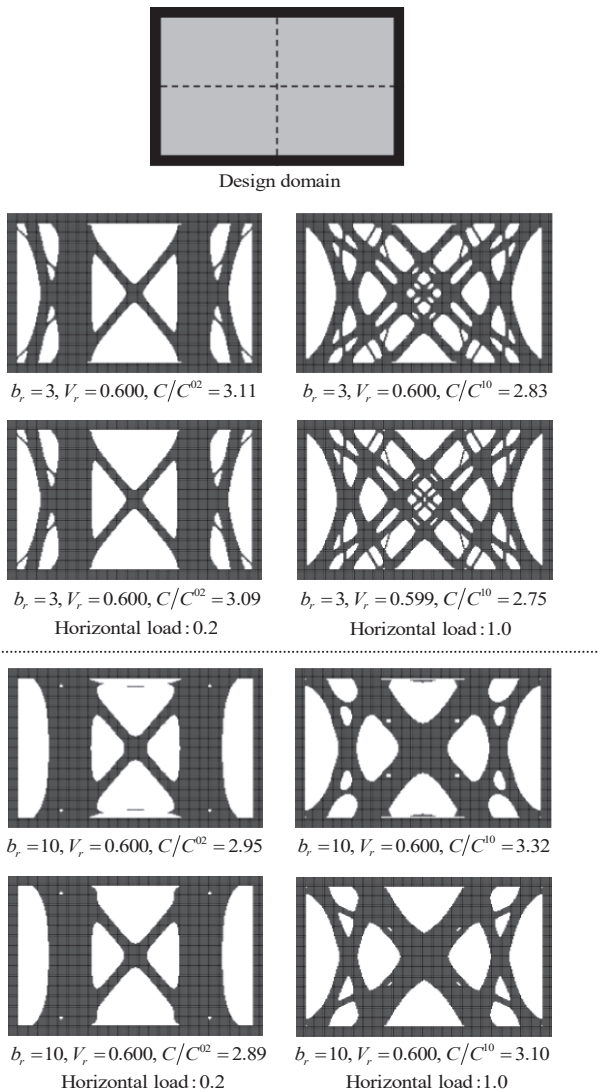 Design domain
b_r = 3, V_r = 0.600, C/C^02 = 3.11
b_r = 3, V_r = 0.600, C/C^10 = 2.83
b_r = 3, V_r = 0.600, C/C^02 = 3.09
b_r = 3, V_r = 0.599, C/C^10 = 2.75
Horizontal load : 0.2
Horizontal load : 1.0
b_r = 10, V_r = 0.600, C/C^02 = 2.95
b_r = 10, V_r = 0.600, C/C^10 = 3.32
b_r = 10, V_r = 0.600, C/C^02 = 2.89
b_r = 10, V_r = 0.600, C/C^10 = 3.10
Horizontal load : 0.2
Horizontal load : 1.0